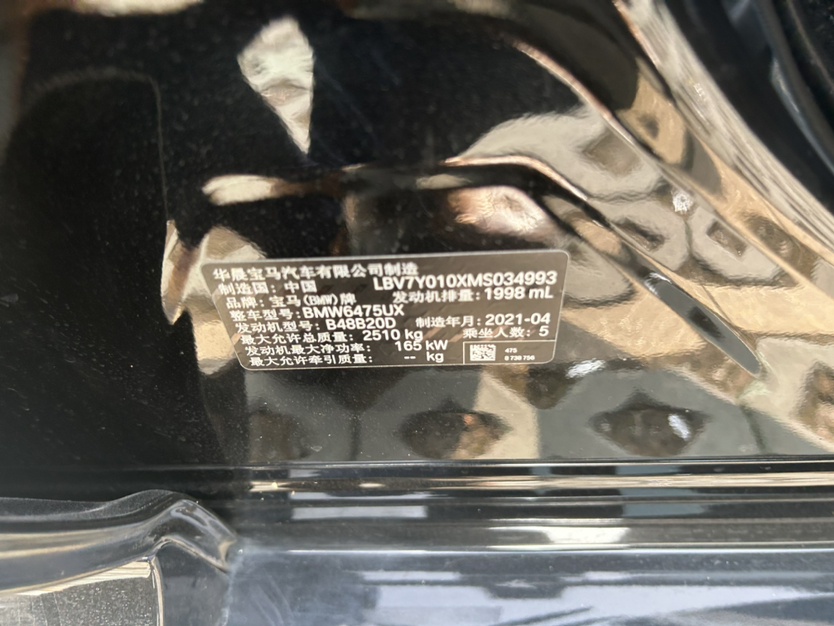 华晨宝马汽车有限公司制造
制造国：中国 LBV7Y010XMS034993
品牌：宝马(BMW)牌 发动机排量：1998 mL
整车型号：BMW6475UX
发动机型号：B48B20D 制造年月：2021-04
最大允许总质量：2510 kg 乘坐人数：5
发动机最大净功率：165 kW
最大允许牵引质量：-- kg
475
8 736 756